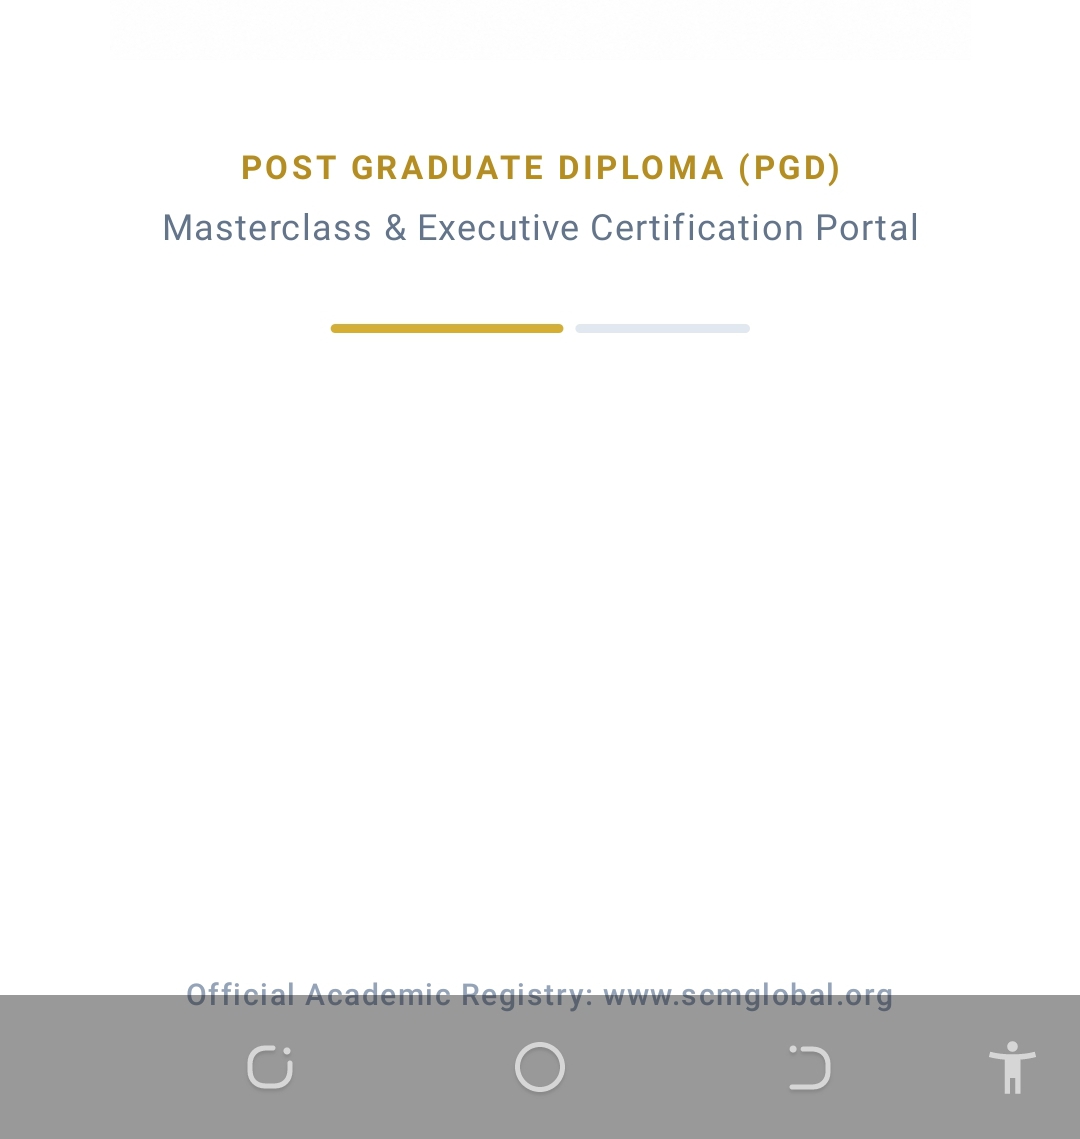 POST GRADUATE DIPLOMA (PGD)
Masterclass & Executive Certification Portal
Official Academic Registry: www.scmglobal.org